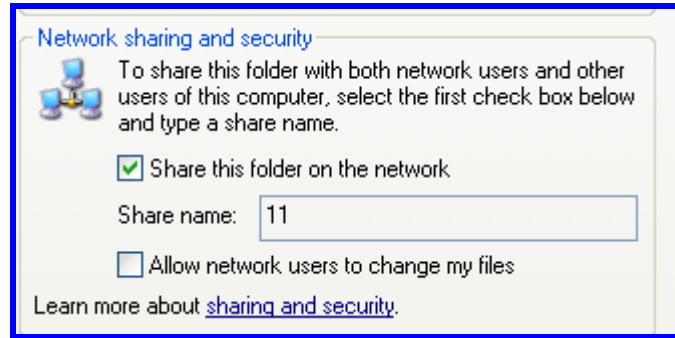 Network sharing and security
To share this folder with both network users and other
users of this computer, select the first check box below
and type a share name.
Share this folder on the network
Share name: 11
Allow network users to change my files
Learn more about sharing and security.